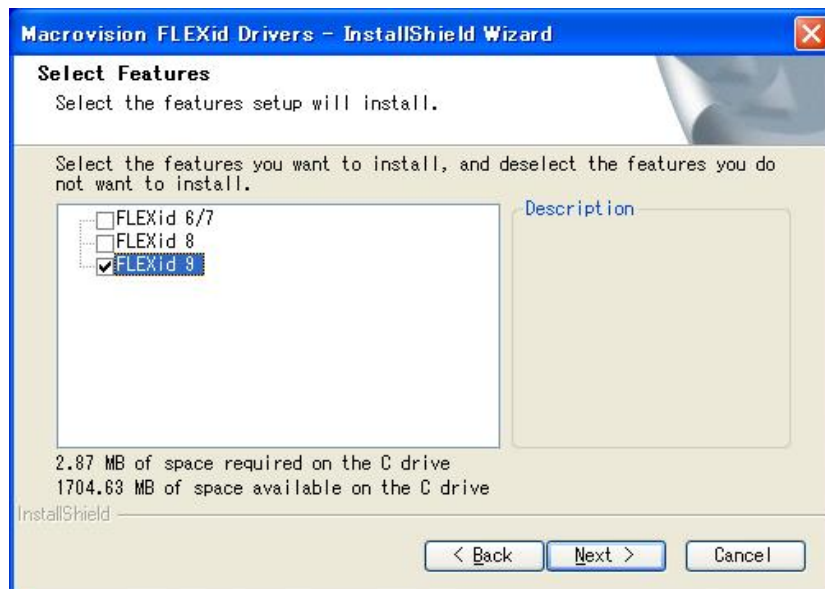 Macrovision FLEXid Drivers - InstallShield Wizard
Select Features
Select the features setup will install.
Select the features you want to install, and deselect the features you do
not want to install.
FLEXid 6/7
FLEXid 8
FLEXid 9
Description
2.87 MB of space required on the C drive
1704.63 MB of space available on the C drive
InstallShield
< Back
Next >
Cancel